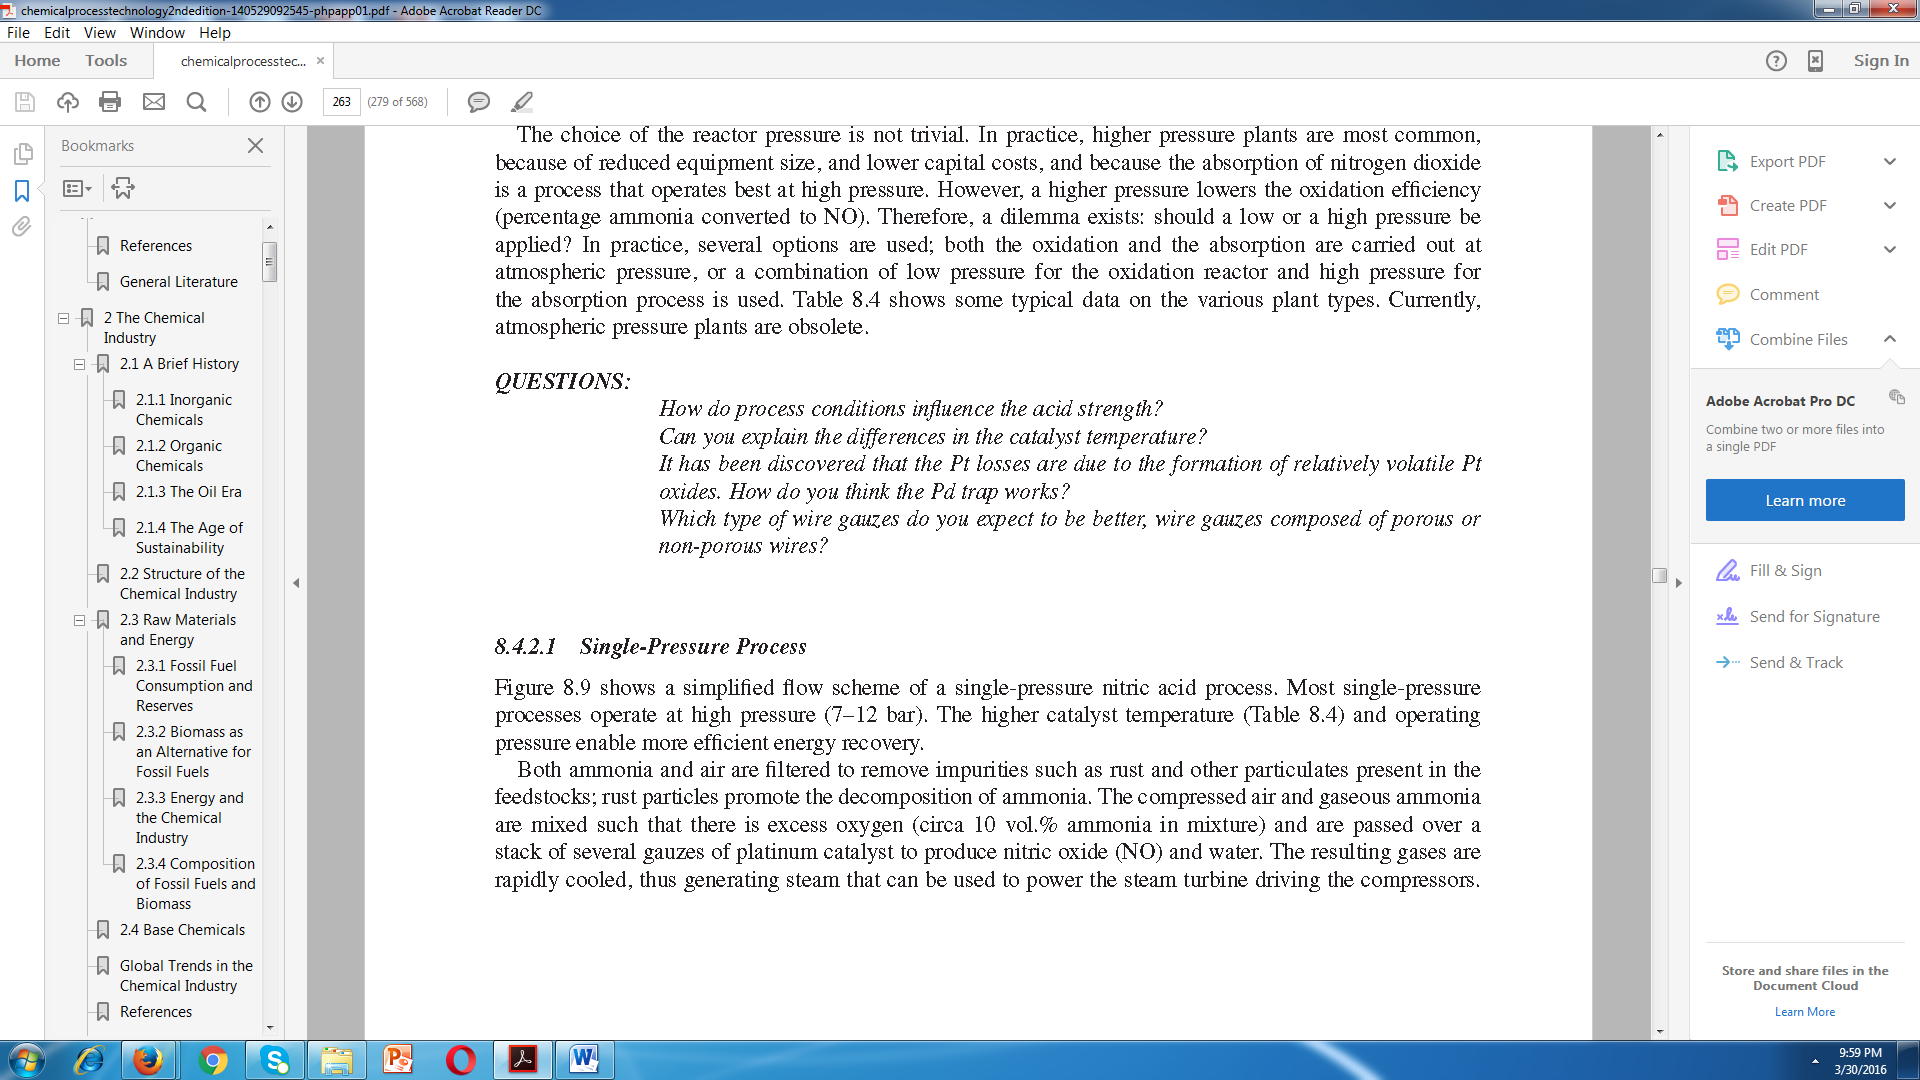 chemicalprocesstechnology2ndedition-140529092545-phpapp01.pdf - Adobe Acrobat Reader DC
File Edit View Window Help
Home Tools chemicalprocesstec... × Sign In
263 (279 of 568)
Bookmarks
References
General Literature
2 The Chemical
Industry
2.1 A Brief History
2.1.1 Inorganic
Chemicals
2.1.2 Organic
Chemicals
2.1.3 The Oil Era
2.1.4 The Age of
Sustainability
2.2 Structure of the
Chemical Industry
2.3 Raw Materials
and Energy
2.3.1 Fossil Fuel
Consumption and
Reserves
2.3.2 Biomass as
an Alternative for
Fossil Fuels
2.3.3 Energy and
the Chemical
Industry
2.3.4 Composition
of Fossil Fuels and
Biomass
2.4 Base Chemicals
Global Trends in the
Chemical Industry
References
The choice of the reactor pressure is not trivial. In practice, higher pressure plants are most common,
because of reduced equipment size, and lower capital costs, and because the absorption of nitrogen dioxide
is a process that operates best at high pressure. However, a higher pressure lowers the oxidation efficiency
(percentage ammonia converted to NO). Therefore, a dilemma exists: should a low or a high pressure be
applied? In practice, several options are used; both the oxidation and the absorption are carried out at
atmospheric pressure, or a combination of low pressure for the oxidation reactor and high pressure for
the absorption process is used. Table 8.4 shows some typical data on the various plant types. Currently,
atmospheric pressure plants are obsolete.
QUESTIONS:
How do process conditions influence the acid strength?
Can you explain the differences in the catalyst temperature?
It has been discovered that the Pt losses are due to the formation of relatively volatile Pt
oxides. How do you think the Pd trap works?
Which type of wire gauzes do you expect to be better, wire gauzes composed of porous or
non-porous wires?
8.4.2.1 Single-Pressure Process
Figure 8.9 shows a simplified flow scheme of a single-pressure nitric acid process. Most single-pressure
processes operate at high pressure (7–12 bar). The higher catalyst temperature (Table 8.4) and operating
pressure enable more efficient energy recovery.
Both ammonia and air are filtered to remove impurities such as rust and other particulates present in the
feedstocks; rust particles promote the decomposition of ammonia. The compressed air and gaseous ammonia
are mixed such that there is excess oxygen (circa 10 vol.% ammonia in mixture) and are passed over a
stack of several gauzes of platinum catalyst to produce nitric oxide (NO) and water. The resulting gases are
rapidly cooled, thus generating steam that can be used to power the steam turbine driving the compressors.
Export PDF
Create PDF
Edit PDF
Comment
Combine Files
Adobe Acrobat Pro DC
Combine two or more files into
a single PDF
Learn more
Fill & Sign
Send for Signature
Send & Track
Store and share files in the
Document Cloud
Learn More
9:59 PM
3/30/2016